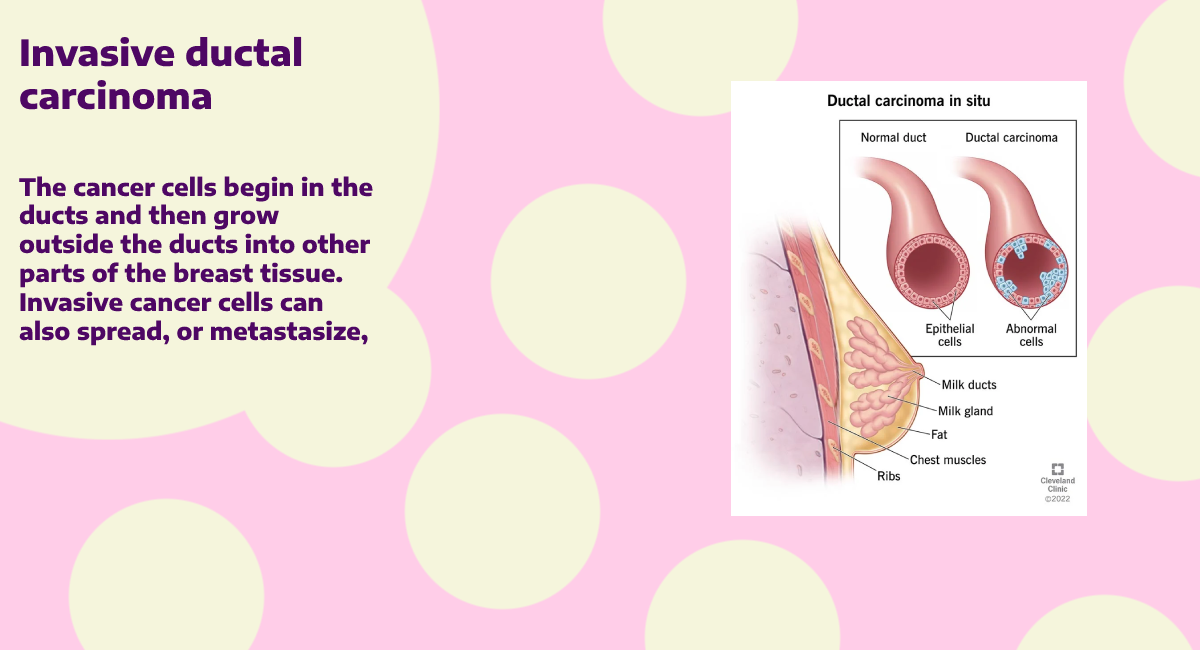 Invasive ductal
carcinoma
The cancer cells begin in the
ducts and then grow
outside the ducts into other
parts of the breast tissue.
Invasive cancer cells can
also spread, or metastasize,
Ductal carcinoma in situ
Normal duct
Ductal carcinoma
Epithelial
cells
Abnormal
cells
Milk ducts
Milk gland
Fat
Chest muscles
Ribs
Cleveland
Clinic
©2022